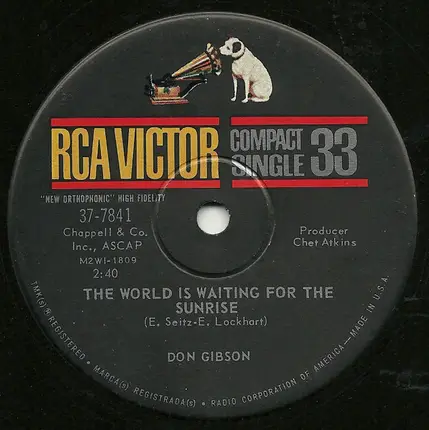 RCA VICTOR
COMPACT
SINGLE 33
"NEW ORTHOPHONIC" HIGH FIDELITY
37-7841
Chappell & Co.
Inc., ASCAP
M2WI-1809
2:40
Producer
Chet Atkins
THE WORLD IS WAITING FOR THE
SUNRISE
(E. Seitz-E. Lockhart)
DON GIBSON
TMK(s) ® REGISTERED • MARCA(s) REGISTRADA(s) • RADIO CORPORATION OF AMERICA—MADE IN U.S.A.